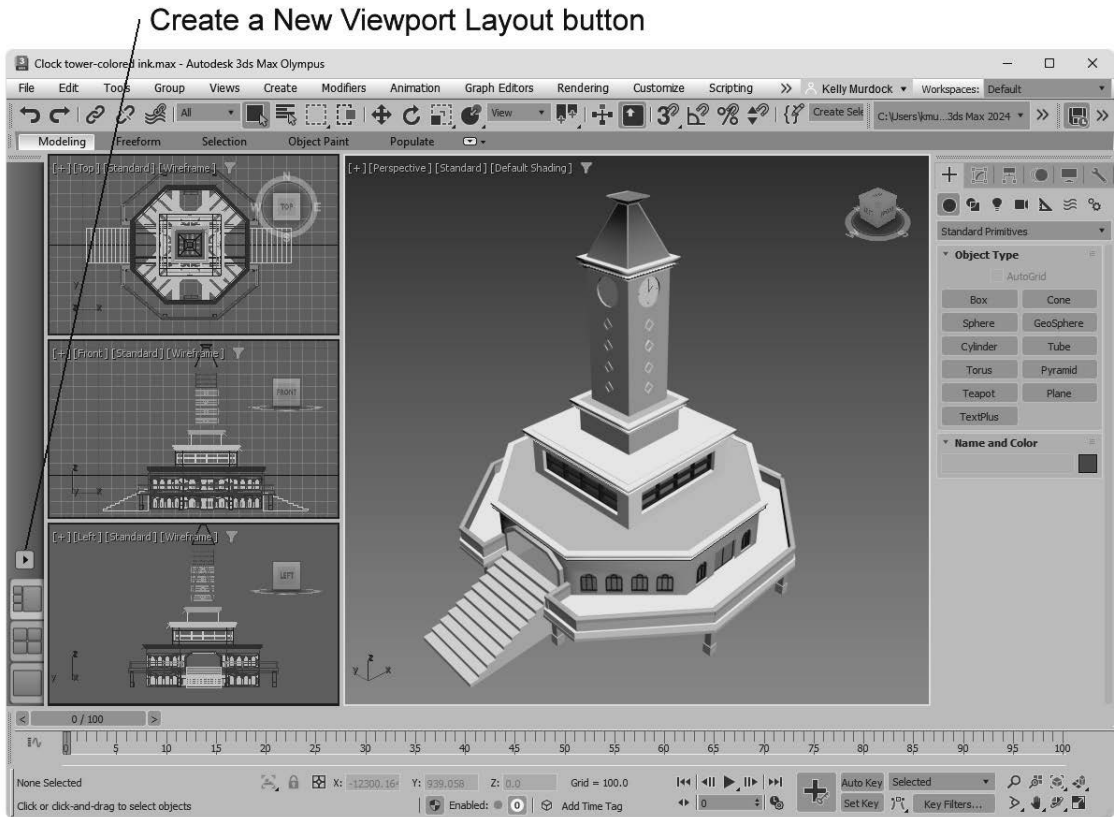 Create a New Viewport Layout button
3 Clock tower-colored ink.max - Autodesk 3ds Max Olympus
File Edit Tools Group Views Create Modifiers Animation Graph Editors Rendering Customize Scripting Kelly Murdock Workspaces: Default
All View Create Sele C:\Users\kmu...3ds Max 2024
Modeling Freeform Selection Object Paint Populate
[+] [Top] [Standard] [Wireframe]
[+] [Perspective] [Standard] [Default Shading]
N
TOP
W E
S
y
z x
Standard Primitives
Object Type
AutoGrid
Box Cone
Sphere GeoSphere
Cylinder Tube
Torus Pyramid
Teapot Plane
TextPlus
Name and Color
[+] [Front] [Standard] [Wireframe]
FRONT
z
y x
[+] [Left] [Standard] [Wireframe]
LEFT
z
y x
z
y x
0 / 100
0 5 10 15 20 25 30 35 40 45 50 55 60 65 70 75 80 85 90 95 100
None Selected X: -12300.164 Y: 939.058 Z: 0.0 Grid = 100.0 Auto Key Selected
Click or click-and-drag to select objects Enabled: 0 Add Time Tag 0 Set Key Key Filters...